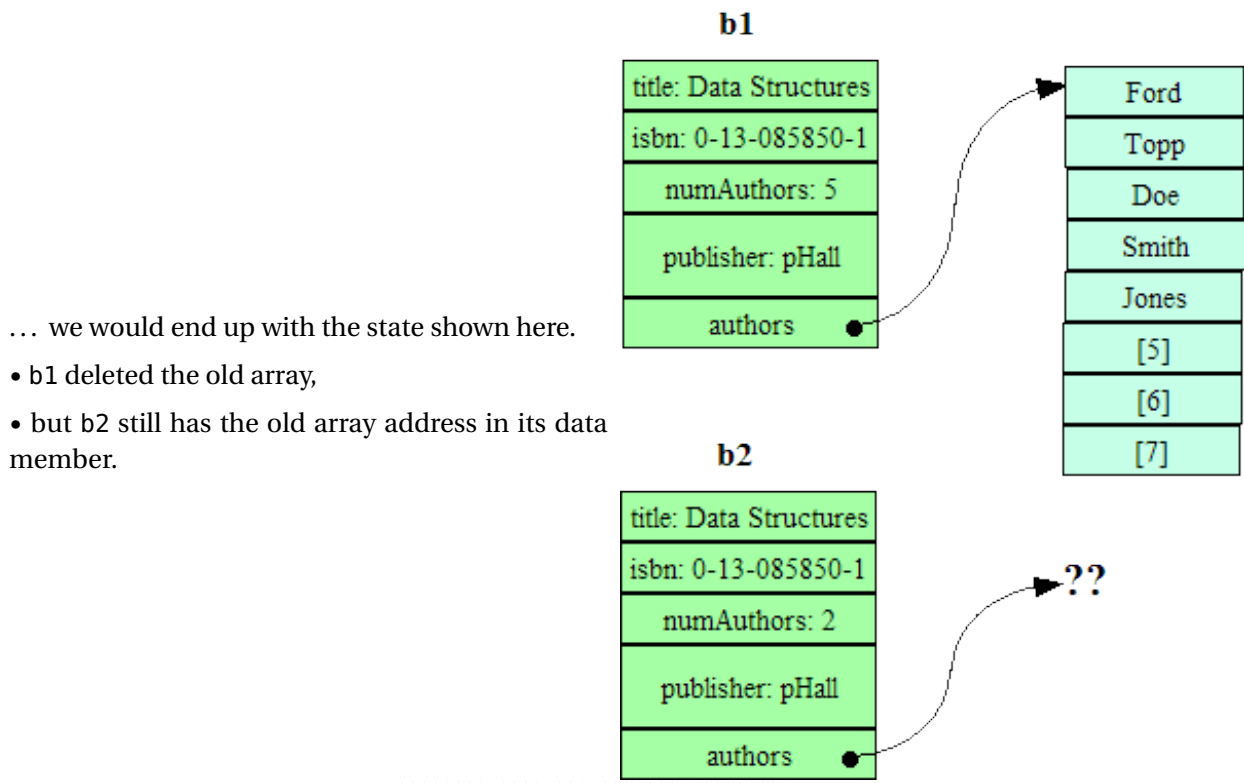 b1
title: Data Structures
isbn: 0-13-085850-1
numAuthors: 5
publisher: pHall
authors
Ford
Topp
Doe
Smith
Jones
[5]
[6]
[7]
... we would end up with the state shown here.
• b1 deleted the old array,
• but b2 still has the old array address in its data
member.
b2
title: Data Structures
isbn: 0-13-085850-1
numAuthors: 2
publisher: pHall
authors
??